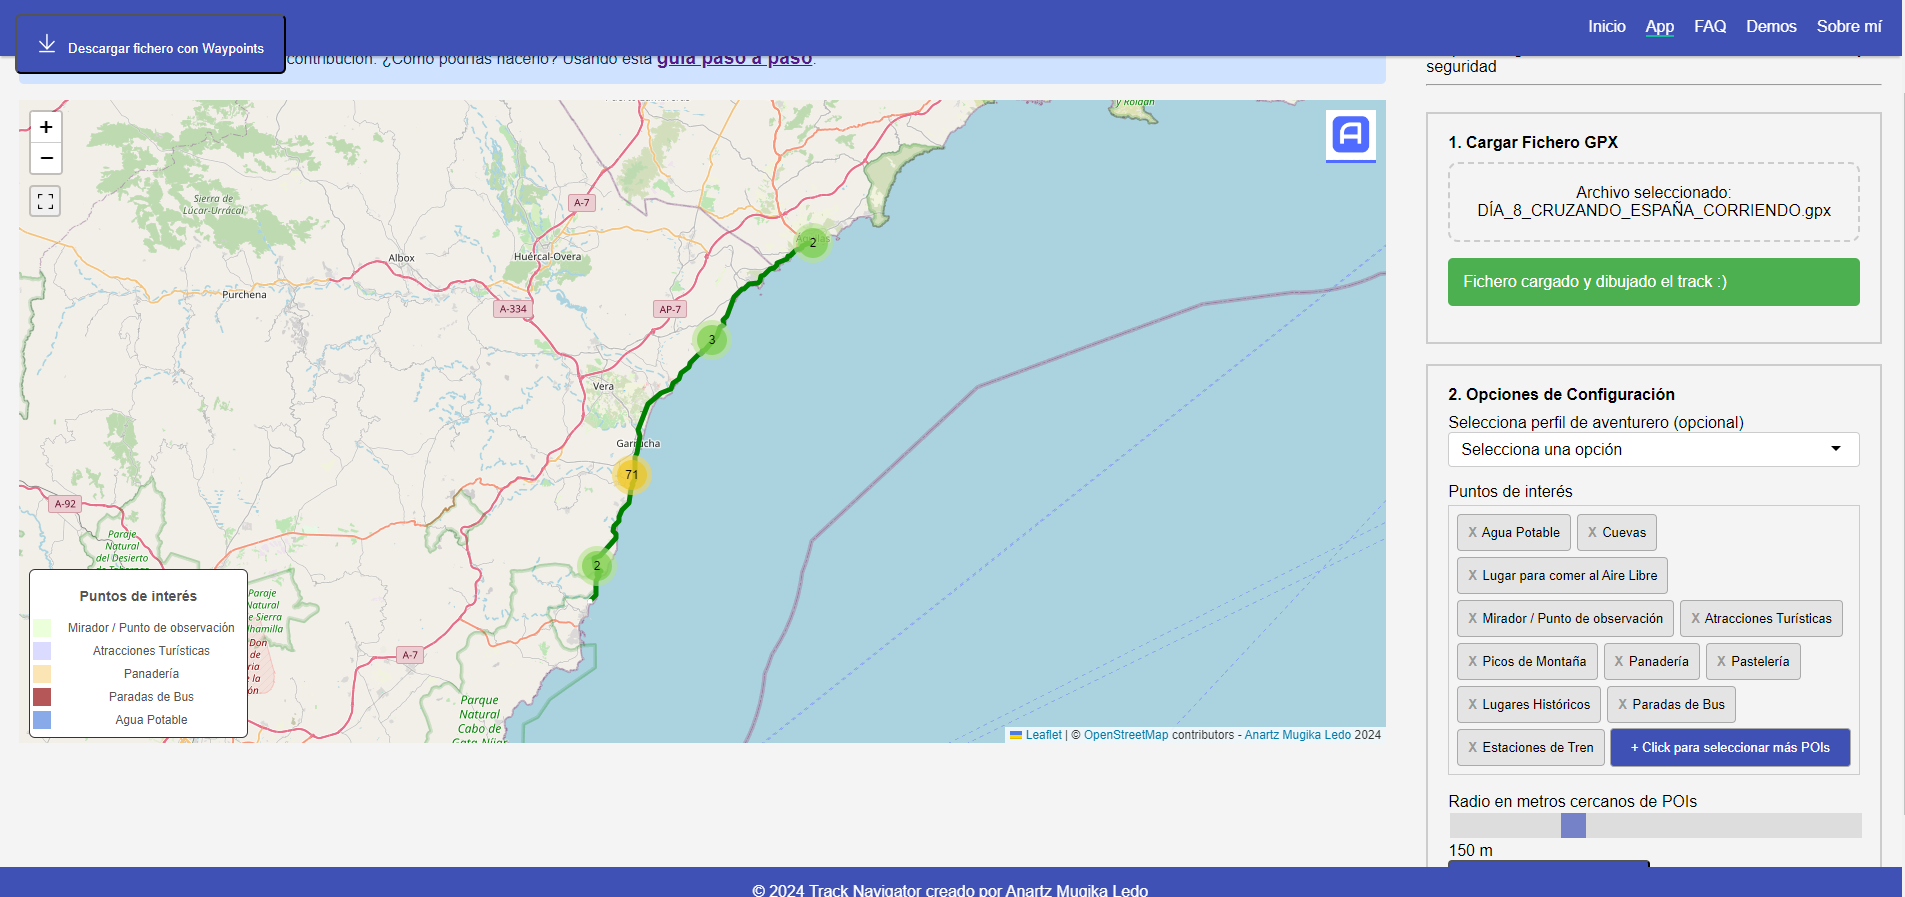 Descargar fichero con Waypoints
Inicio
App
FAQ
Demos
Sobre mí
contribución. ¿Cómo podrías hacerlo? Usando esta guía paso a paso.
seguridad
+
−
y Roldán
A
A-7
Sierra de
Lúcar-Urrácal
2
Albox
Huércal-Overa
Purchena
A-334
AP-7
3
Vera
Garrucha
71
A-92
Paraje
Natural
del Desierto
2
Paraje
Natural
Sierra
A-7
Parque
Natural
Cabo de
Gata-Níjar
Puntos de interés
Mirador / Punto de observación
Atracciones Turísticas
Panadería
Paradas de Bus
Agua Potable
Leaflet | © OpenStreetMap contributors - Anartz Mugika Ledo 2024
1. Cargar Fichero GPX
Archivo seleccionado:
DÍA_8_CRUZANDO_ESPAÑA_CORRIENDO.gpx
Fichero cargado y dibujado el track :)
2. Opciones de Configuración
Selecciona perfil de aventurero (opcional)
Selecciona una opción
Puntos de interés
X Agua Potable
X Cuevas
X Lugar para comer al Aire Libre
X Mirador / Punto de observación
X Atracciones Turísticas
X Picos de Montaña
X Panadería
X Pastelería
X Lugares Históricos
X Paradas de Bus
X Estaciones de Tren
+ Click para seleccionar más POIs
Radio en metros cercanos de POIs
150 m
© 2024 Track Navigator creado por Anartz Mugika Ledo